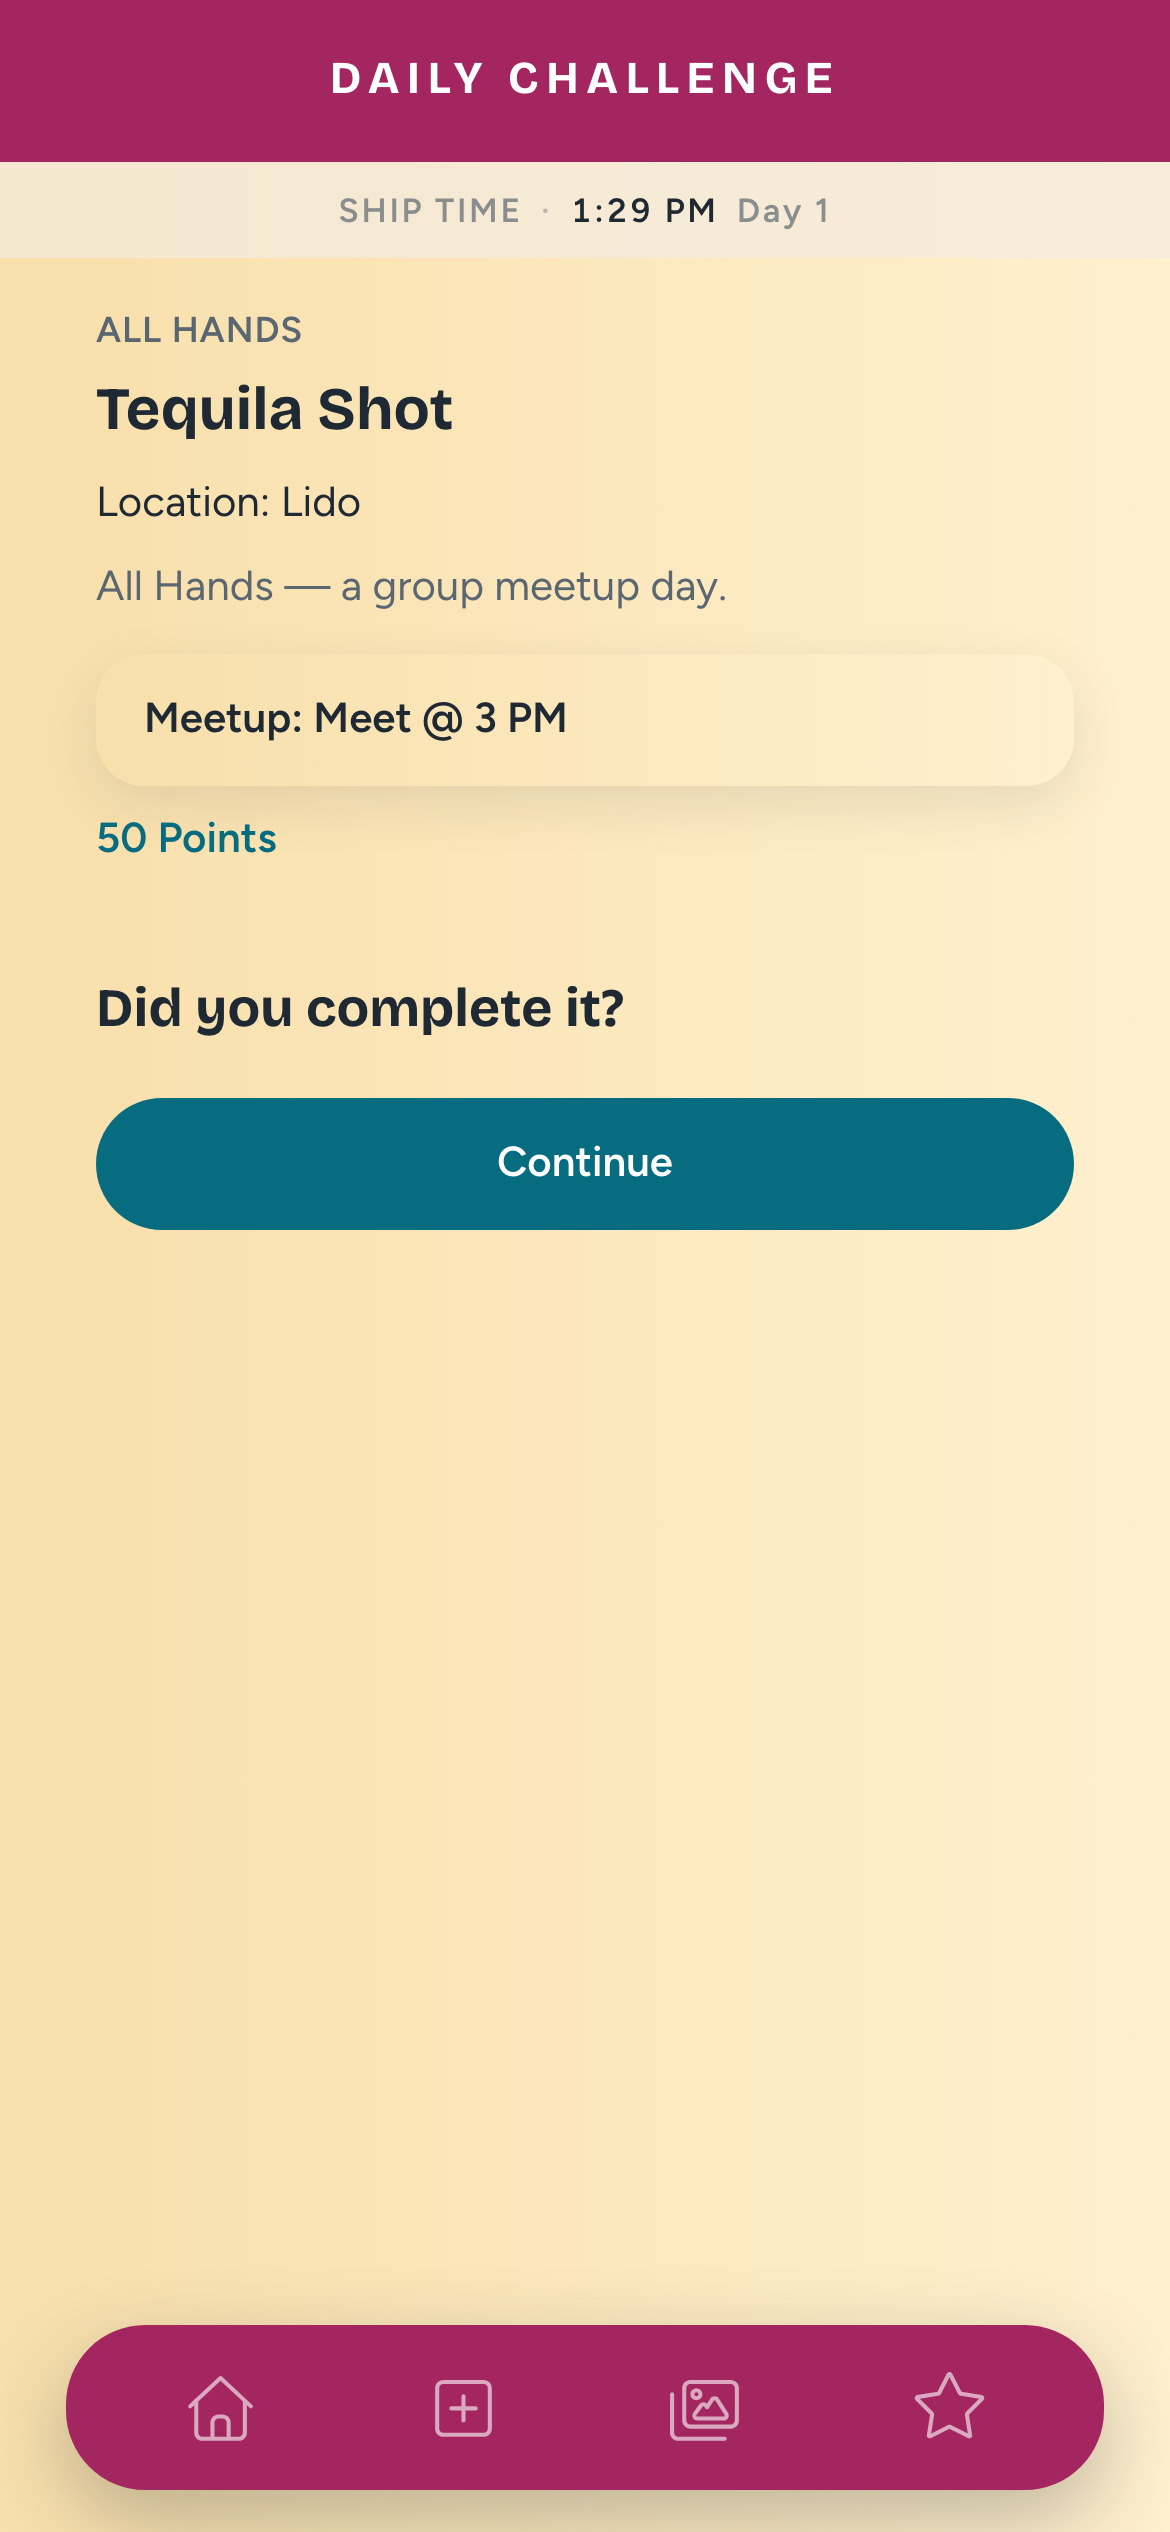 DAILY CHALLENGE
SHIP TIME · 1:29 PM Day 1
ALL HANDS
Tequila Shot
Location: Lido
All Hands — a group meetup day.
Meetup: Meet @ 3 PM
50 Points
Did you complete it?
Continue